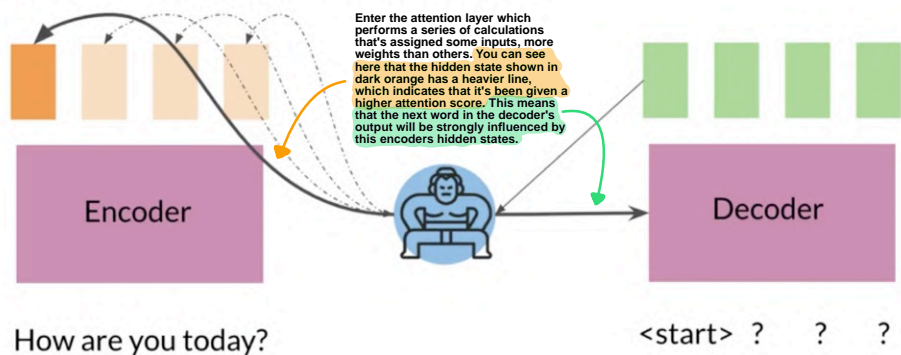 Enter the attention layer which
performs a series of calculations
that's assigned some inputs, more
weights than others. You can see
here that the hidden state shown in
dark orange has a heavier line,
which indicates that it's been given a
higher attention score. This means
that the next word in the decoder's
output will be strongly influenced by
this encoders hidden states.
Encoder
Decoder
How are you today?
<start> ? ? ?